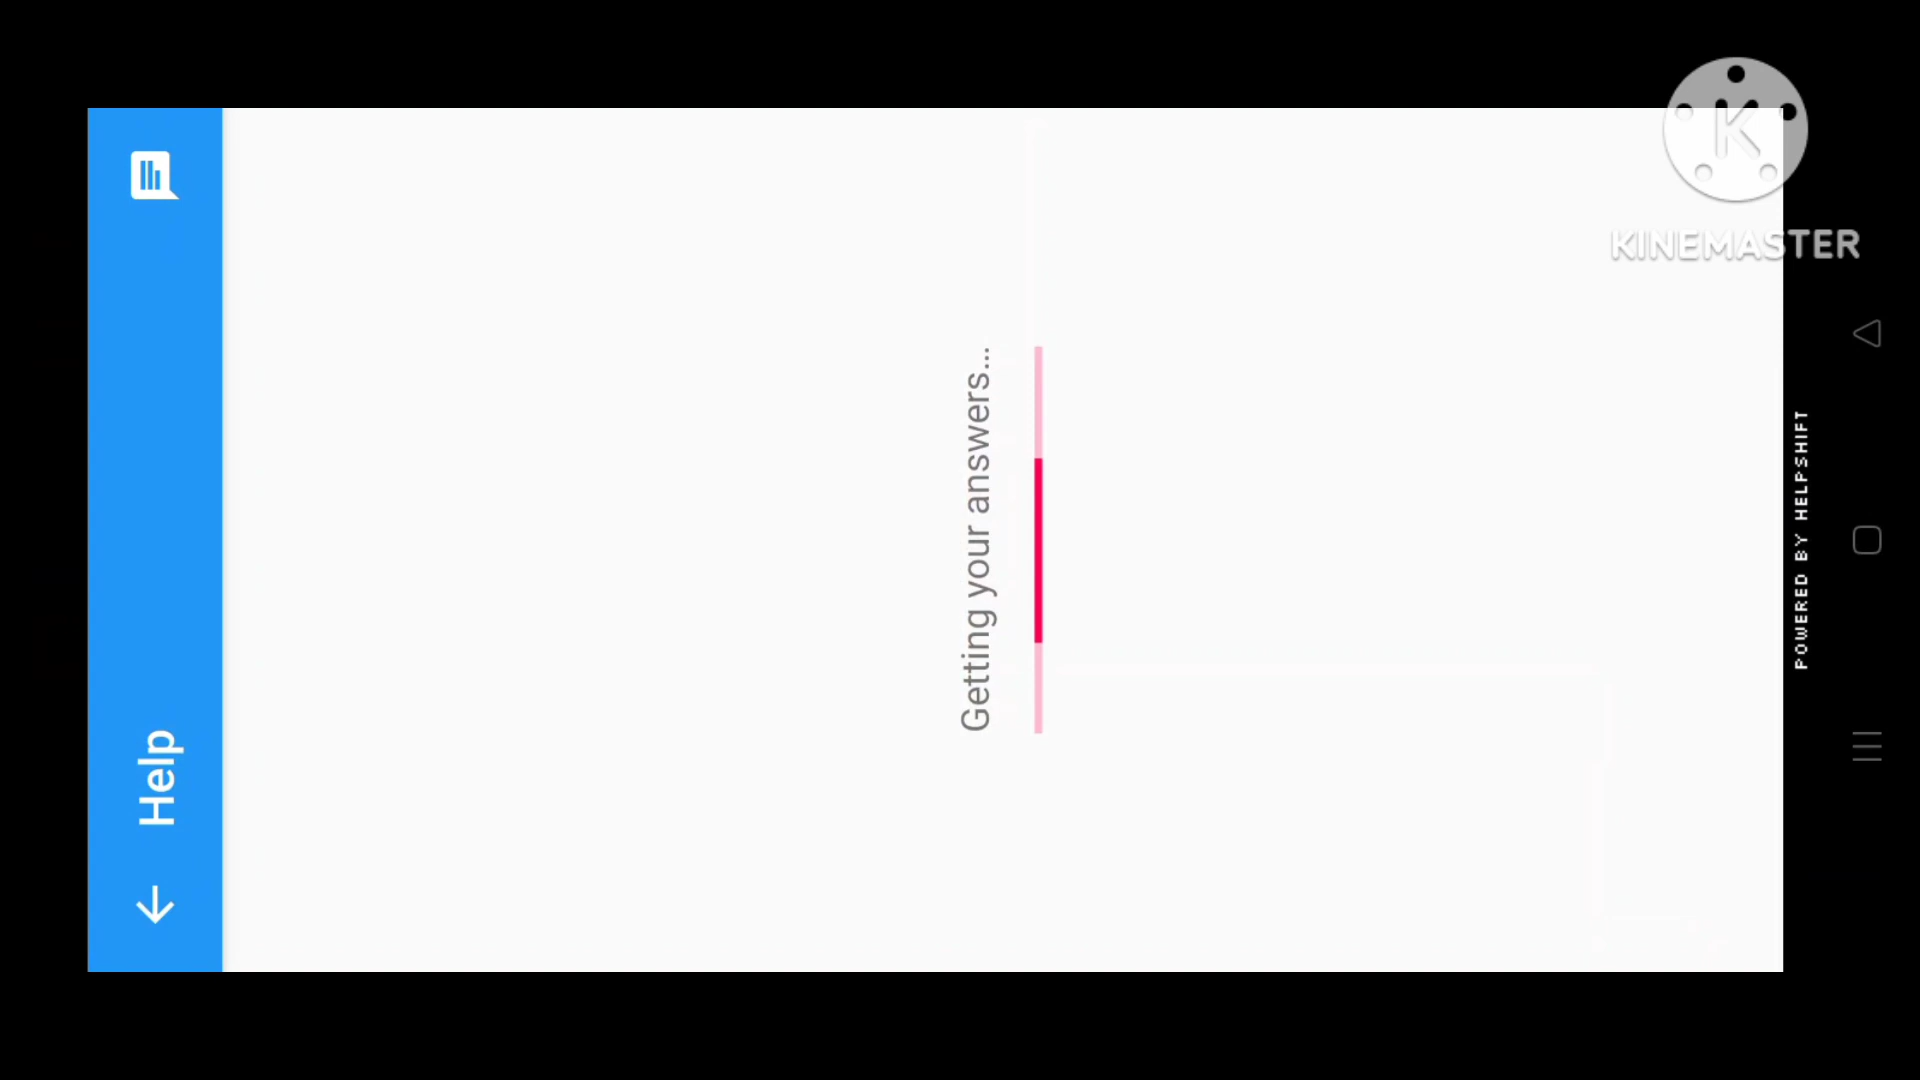 Help
Getting your answers...
POWERED BY HELPSHIFT
K
KINEMASTER